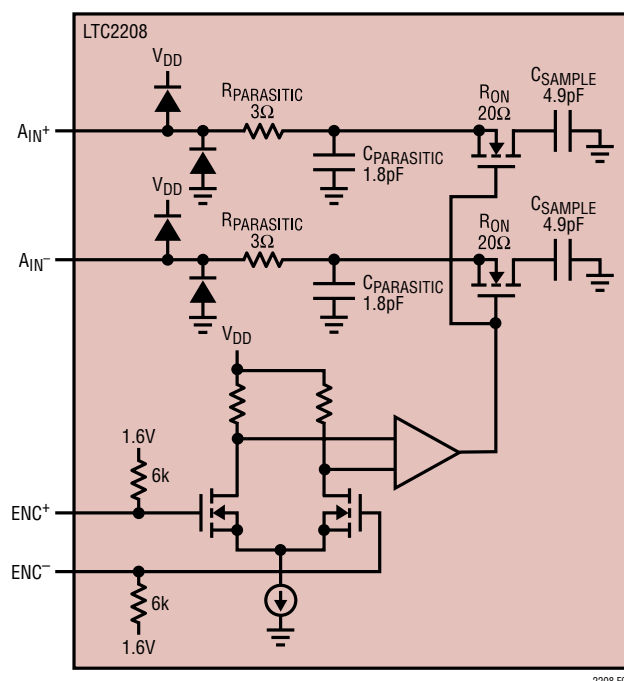 LTC2208
VDD
RPARASITIC
3Ω
RON
20Ω
CSAMPLE
4.9pF
AIN+
CPARASITIC
1.8pF
VDD
RPARASITIC
3Ω
RON
20Ω
CSAMPLE
4.9pF
AIN−
CPARASITIC
1.8pF
VDD
1.6V
6k
ENC+
ENC−
6k
1.6V